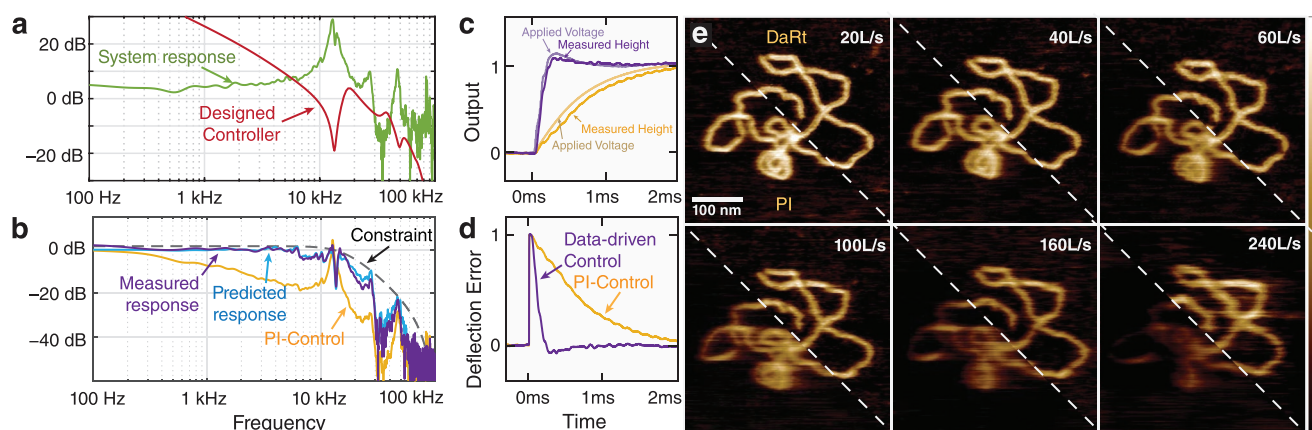 a
20 dB
0 dB
−20 dB
System response
Designed
Controller
100 Hz
1 kHz
10 kHz
100 kHz
b
0 dB
−20 dB
−40 dB
Constraint
Measured
response
Predicted
response
PI-Control
100 Hz
1 kHz
10 kHz
100 kHz
Frequency
c
Output
1
0
Applied Voltage
Measured Height
Measured Height
Applied Voltage
0ms
1ms
2ms
d
Deflection Error
1
0
Data-driven
Control
PI-Control
0ms
1ms
2ms
Time
e
DaRt
20L/s
PI
100 nm
40L/s
60L/s
100L/s
160L/s
240L/s